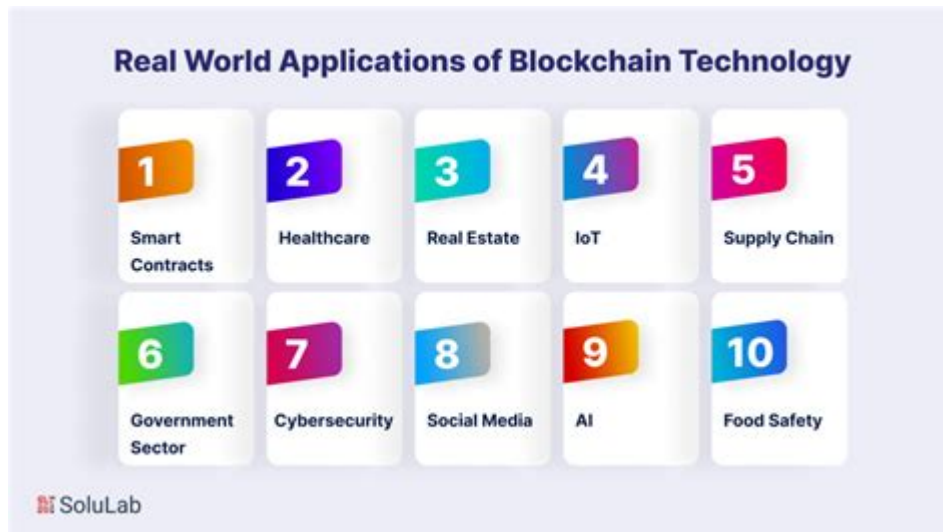 Real World Applications of Blockchain Technology
1
Smart
Contracts
2
Healthcare
3
Real Estate
4
IoT
5
Supply Chain
6
Government
Sector
7
Cybersecurity
8
Social Media
9
AI
10
Food Safety
SoluLab